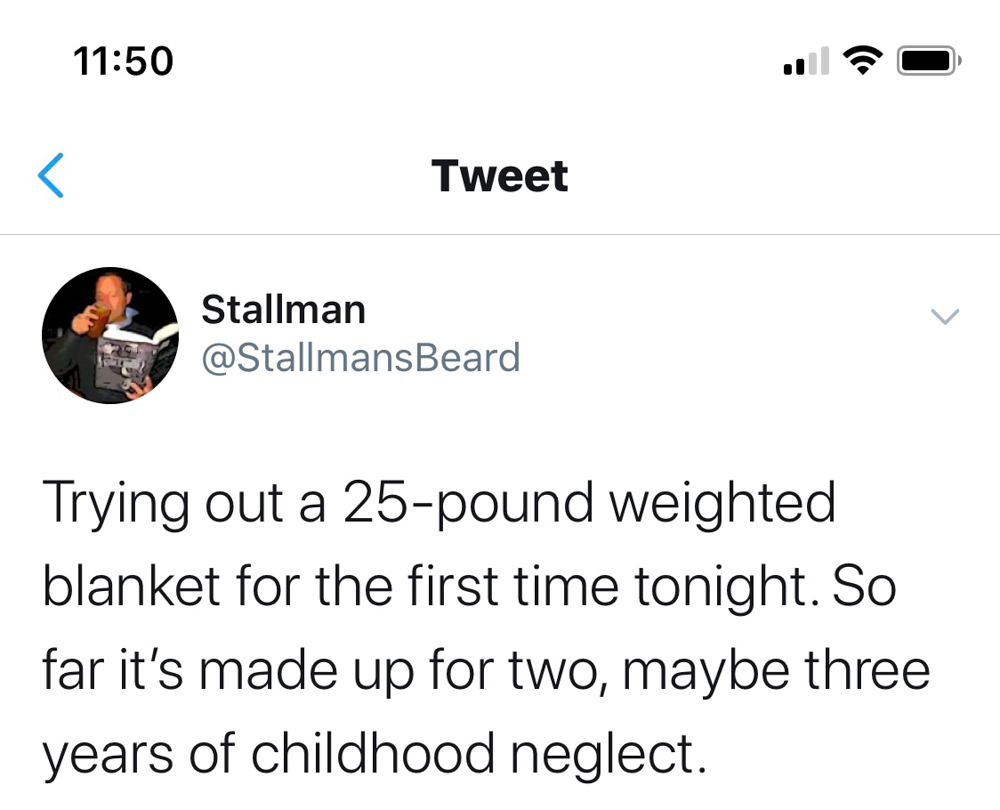 11:50
Tweet
Stallman
@StallmansBeard
Trying out a 25-pound weighted
blanket for the first time tonight. So
far it’s made up for two, maybe three
years of childhood neglect.